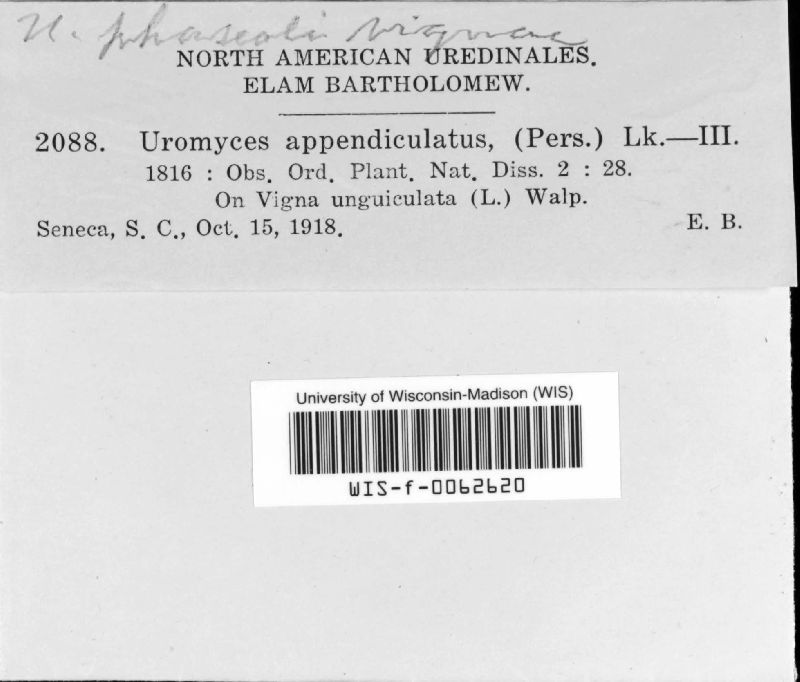 U. phaseoli vignae
NORTH AMERICAN UREDINALES.
ELAM BARTHOLOMEW.
2088. Uromyces appendiculatus, (Pers.) Lk.—III.
1816 : Obs. Ord. Plant. Nat. Diss. 2 : 28.
On Vigna unguiculata (L.) Walp.
Seneca, S. C., Oct. 15, 1918. E. B.
University of Wisconsin-Madison (WIS)
WIS-f-0062620